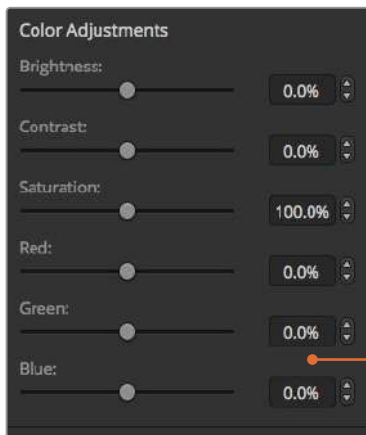 Color Adjustments
Brightness:
0.0%
Contrast:
0.0%
Saturation:
100.0%
Red:
0.0%
Green:
0.0%
Blue:
0.0%